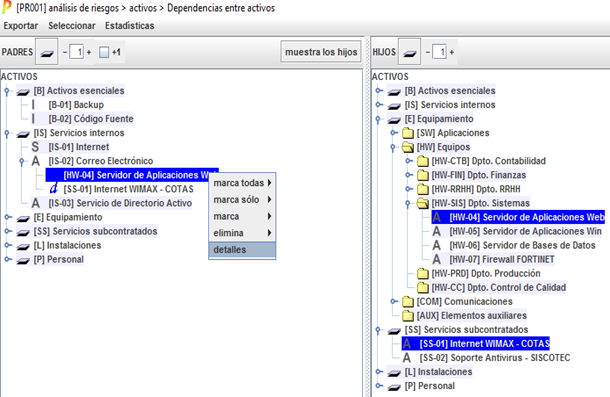 [PR001] análisis de riesgos > activos > Dependencias entre activos
Exportar Seleccionar Estadísticas
PADRES - 1 + +1 muestra los hijos
ACTIVOS
[B] Activos esenciales
[B-01] Backup
[B-02] Código Fuente
[IS] Servicios internos
S [IS-01] Internet
A [IS-02] Correo Electrónico
[HW-04] Servidor de Aplicaciones We
[SS-01] Internet WIMAX - COTAS
A [IS-03] Servicio de Directorio Activo
[E] Equipamiento
[SS] Servicios subcontratados
[L] Instalaciones
[P] Personal
marca todas
marca sólo
marca
elimina
detalles
HIJOS - 1 +
ACTIVOS
[B] Activos esenciales
[IS] Servicios internos
[E] Equipamiento
[SW] Aplicaciones
[HW] Equipos
[HW-CTB] Dpto. Contabilidad
[HW-FIN] Dpto. Finanzas
[HW-RRHH] Dpto. RRHH
[HW-SIS] Dpto. Sistemas
A [HW-04] Servidor de Aplicaciones Web
A [HW-05] Servidor de Aplicaciones Win
A [HW-06] Servidor de Bases de Datos
A [HW-07] Firewall FORTINET
[HW-PRD] Dpto. Producción
[HW-CC] Dpto. Control de Calidad
[COM] Comunicaciones
[AUX] Elementos auxiliares
[SS] Servicios subcontratados
A [SS-01] Internet WIMAX - COTAS
A [SS-02] Soporte Antivirus - SISCOTEC
[L] Instalaciones
[P] Personal